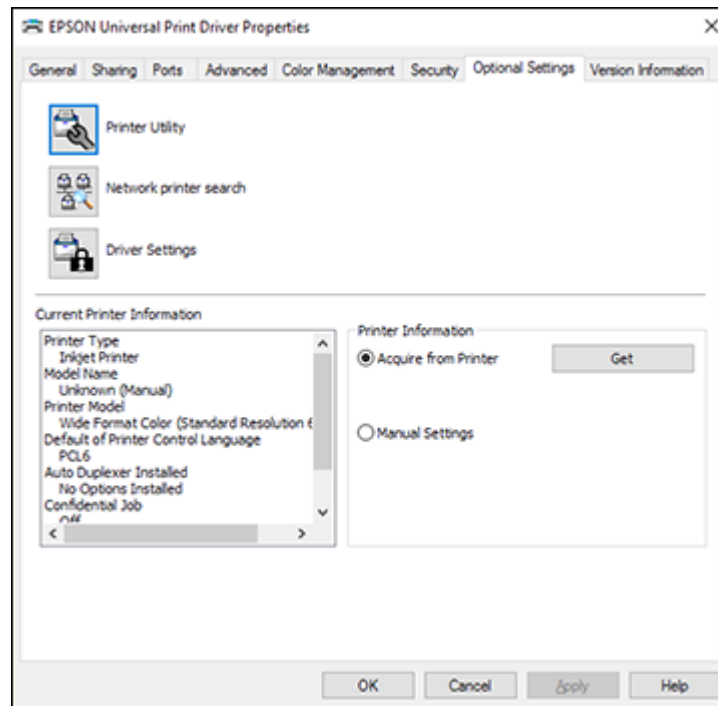 EPSON Universal Print Driver Properties
General Sharing Ports Advanced Color Management Security Optional Settings Version Information
Printer Utility
Network printer search
Driver Settings
Current Printer Information
Printer Type
Inkjet Printer
Model Name
Unknown (Manual)
Printer Model
Wide Format Color (Standard Resolution 6
Default of Printer Control Language
PCL6
Auto Duplexer Installed
No Options Installed
Confidential Job
Off
Printer Information
Acquire from Printer Get
Manual Settings
OK Cancel Apply Help